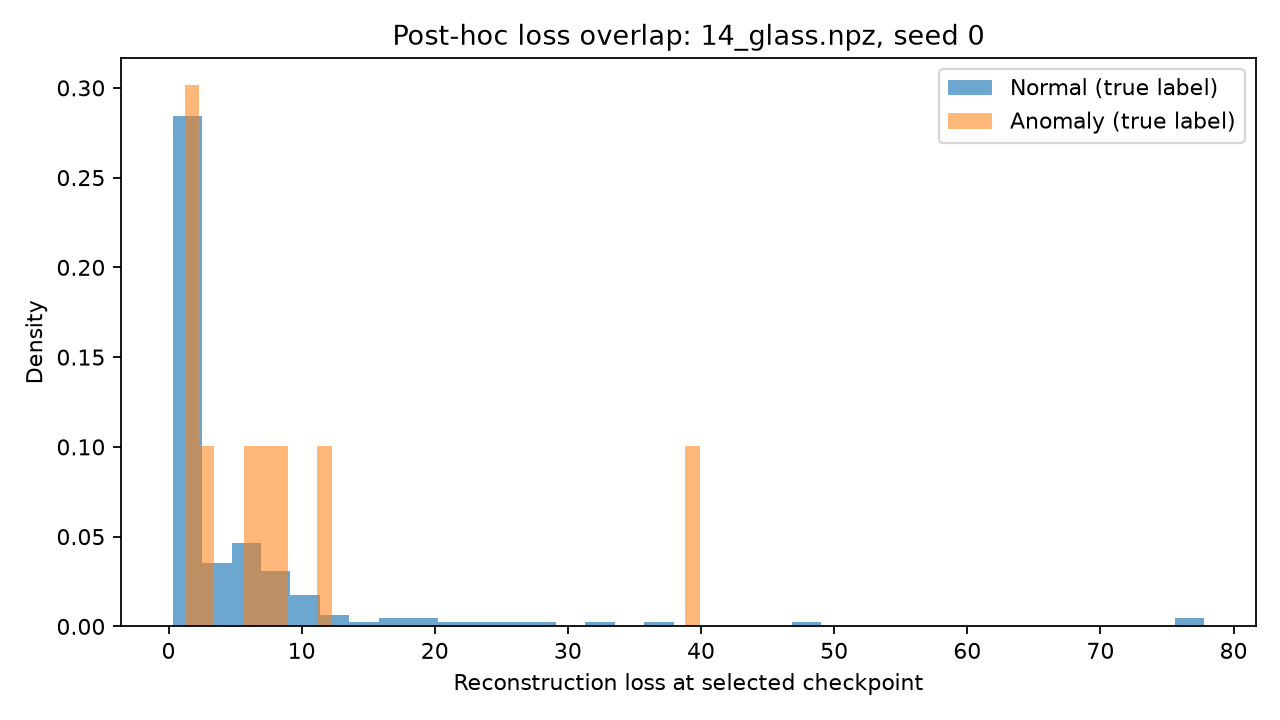 Post-hoc loss overlap: 14_glass.npz, seed 0
Normal (true label)
Anomaly (true label)
Density
0.30
0.25
0.20
0.15
0.10
0.05
0.00
0 10 20 30 40 50 60 70 80
Reconstruction loss at selected checkpoint